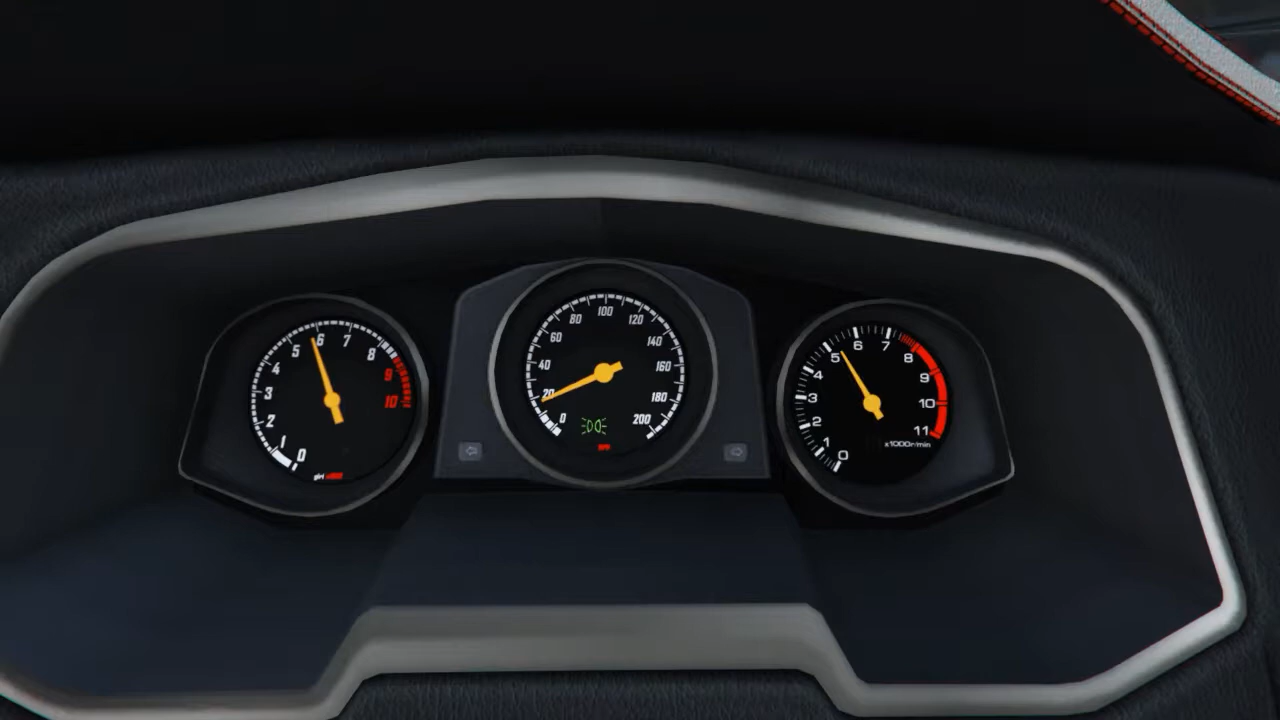 0 1 2 3 4 5 6 7 8 9 10
0 20 40 60 80 100 120 140 160 180 200
0 1 2 3 4 5 6 7 8 9 10 11
x1000r/min